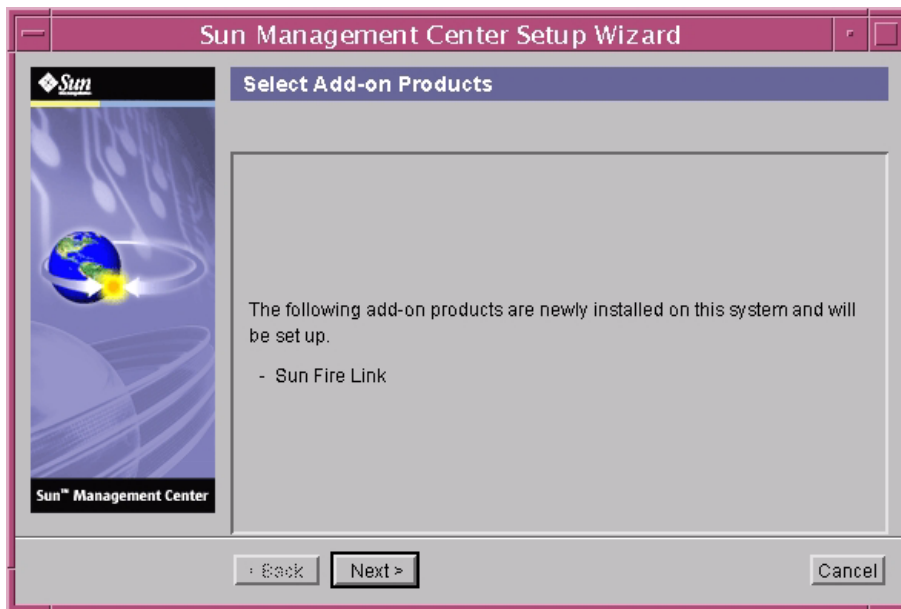 Sun Management Center Setup Wizard
Sun
Select Add-on Products
The following add-on products are newly installed on this system and will
be set up.
- Sun Fire Link
Sun™ Management Center
< Back
Next >
Cancel